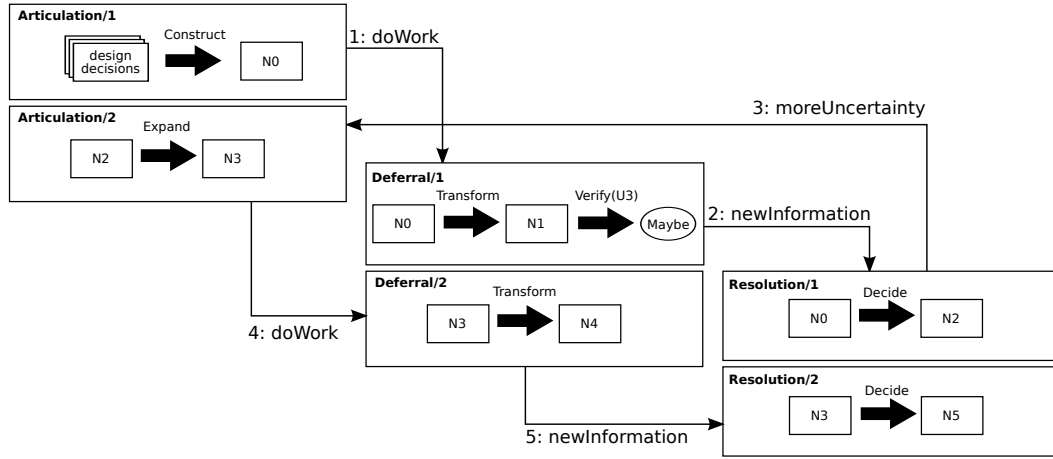 Articulation/1
design
decisions
Construct
N0
1: doWork
Articulation/2
N2
Expand
N3
3: moreUncertainty
Deferral/1
N0
Transform
N1
Verify(U3)
Maybe
2: newInformation
Deferral/2
N3
Transform
N4
4: doWork
Resolution/1
N0
Decide
N2
Resolution/2
N3
Decide
N5
5: newInformation